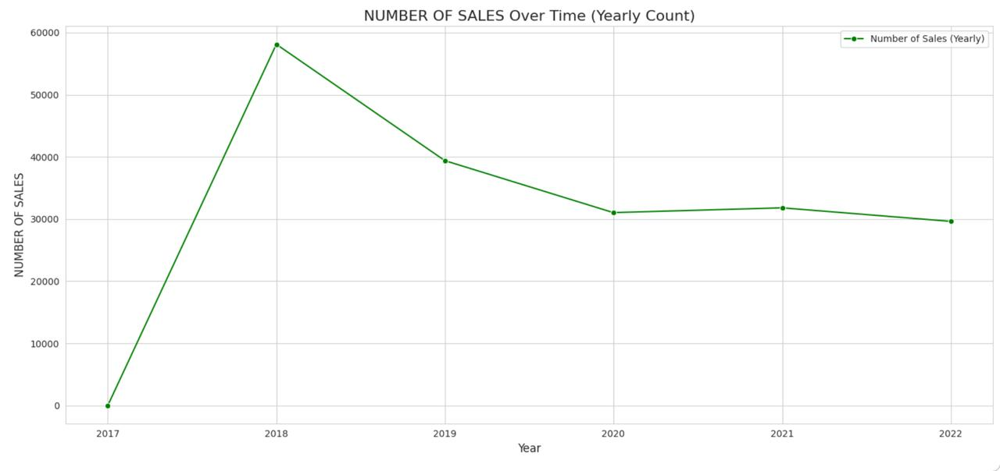 NUMBER OF SALES Over Time (Yearly Count)
Number of Sales (Yearly)
NUMBER OF SALES
60000
50000
40000
30000
20000
10000
0
2017 2018 2019 2020 2021 2022
Year